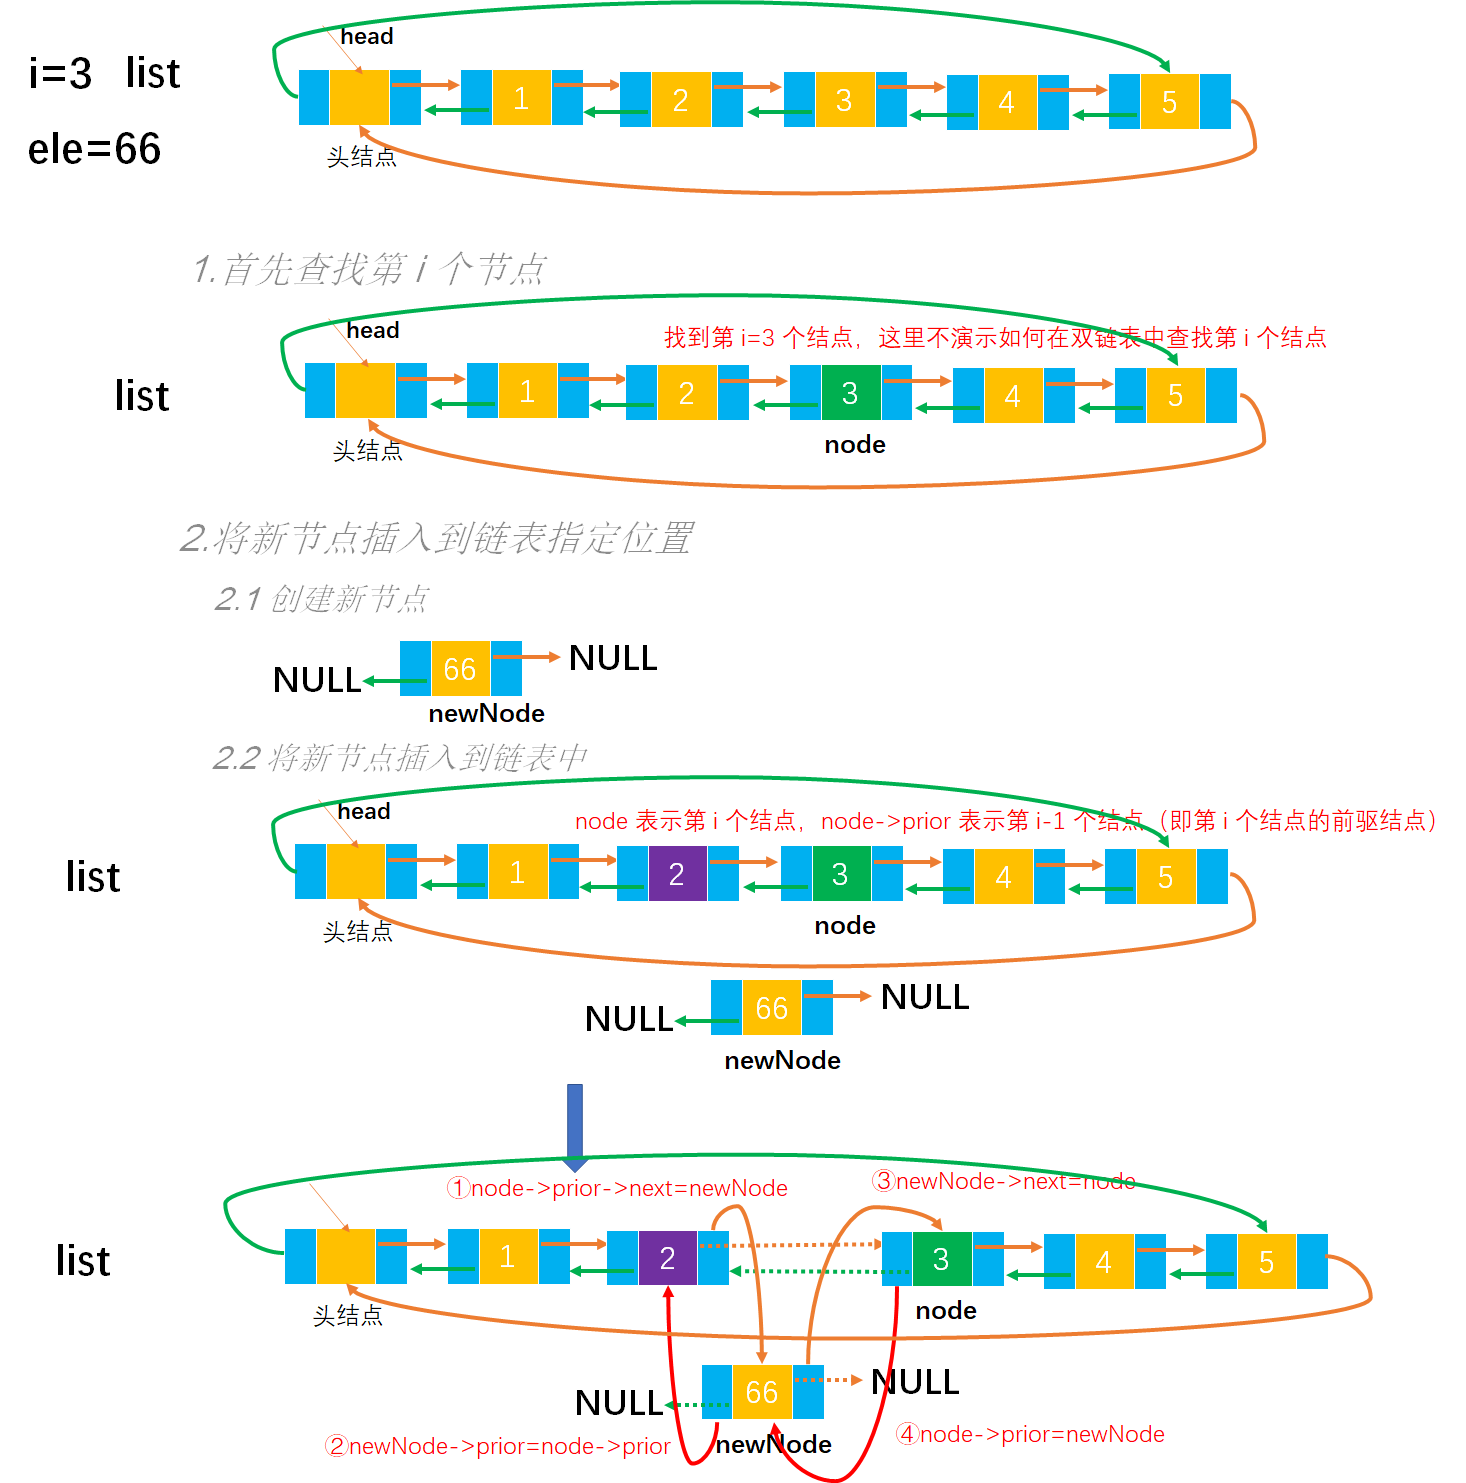 head
i=3 list
1 2 3 4 5
ele=66
头结点
1.首先查找第 i 个节点
head
找到第 i=3 个结点，这里不演示如何在双链表中查找第 i 个结点
list
1 2 3 4 5
node
头结点
2.将新节点插入到链表指定位置
2.1 创建新节点
NULL 66 NULL
newNode
2.2 将新节点插入到链表中
head
node 表示第 i 个结点，node->prior 表示第 i-1 个结点（即第 i 个结点的前驱结点）
list
1 2 3 4 5
node
头结点
NULL 66 NULL
newNode
①node->prior->next=newNode
③newNode->next=node
list
1 2 3 4 5
node
头结点
NULL 66 NULL
②newNode->prior=node->prior
newNode
④node->prior=newNode